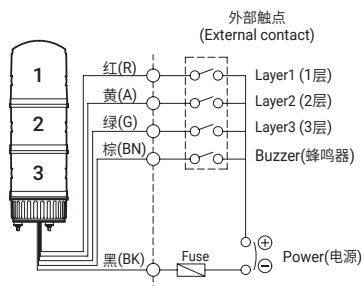 外部触点
(External contact)
1
2
3
红(R)
Layer1 (1层)
黄(A)
Layer2 (2层)
绿(G)
Layer3 (3层)
棕(BN)
Buzzer(蜂鸣器)
+
Power(电源)
−
黑(BK)
Fuse